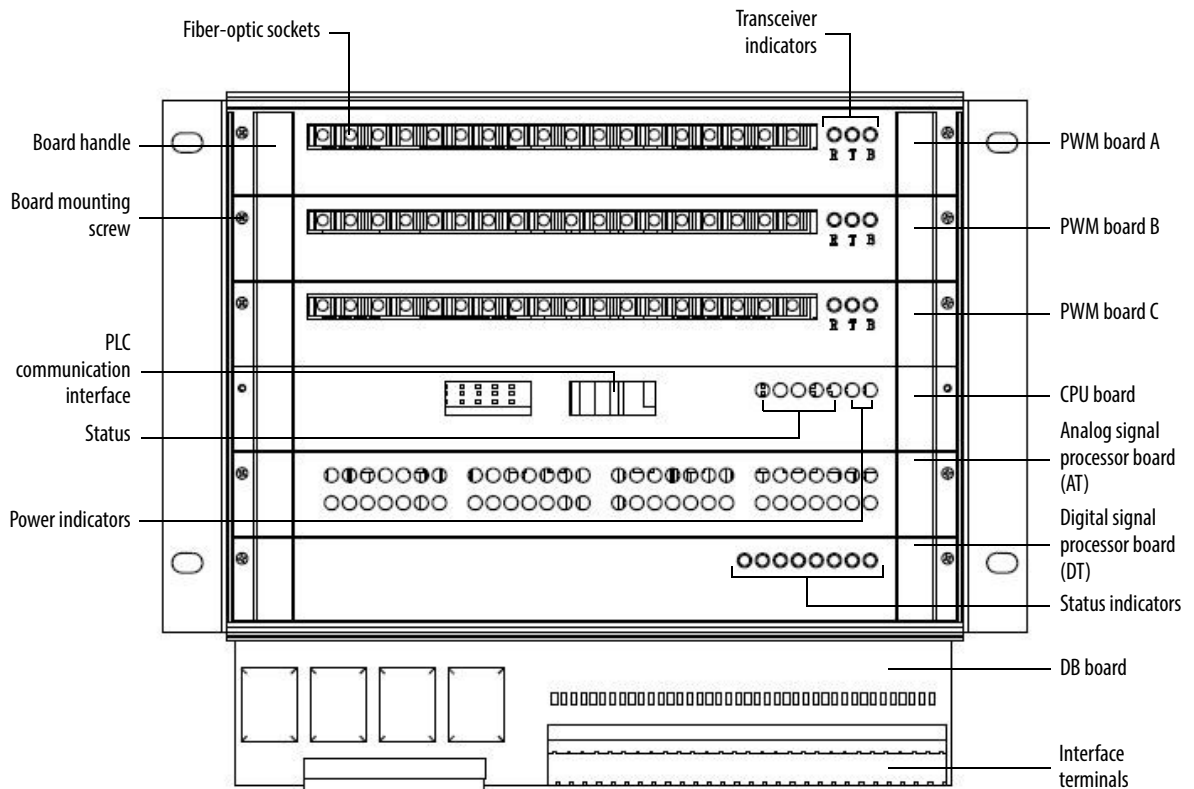 Fiber-optic sockets
Transceiver
indicators
Board handle
PWM board A
R T B
Board mounting
screw
PWM board B
R T B
PWM board C
R T B
PLC
communication
interface
CPU board
Status
Analog signal
processor board
(AT)
Power indicators
Digital signal
processor board
(DT)
Status indicators
DB board
Interface
terminals